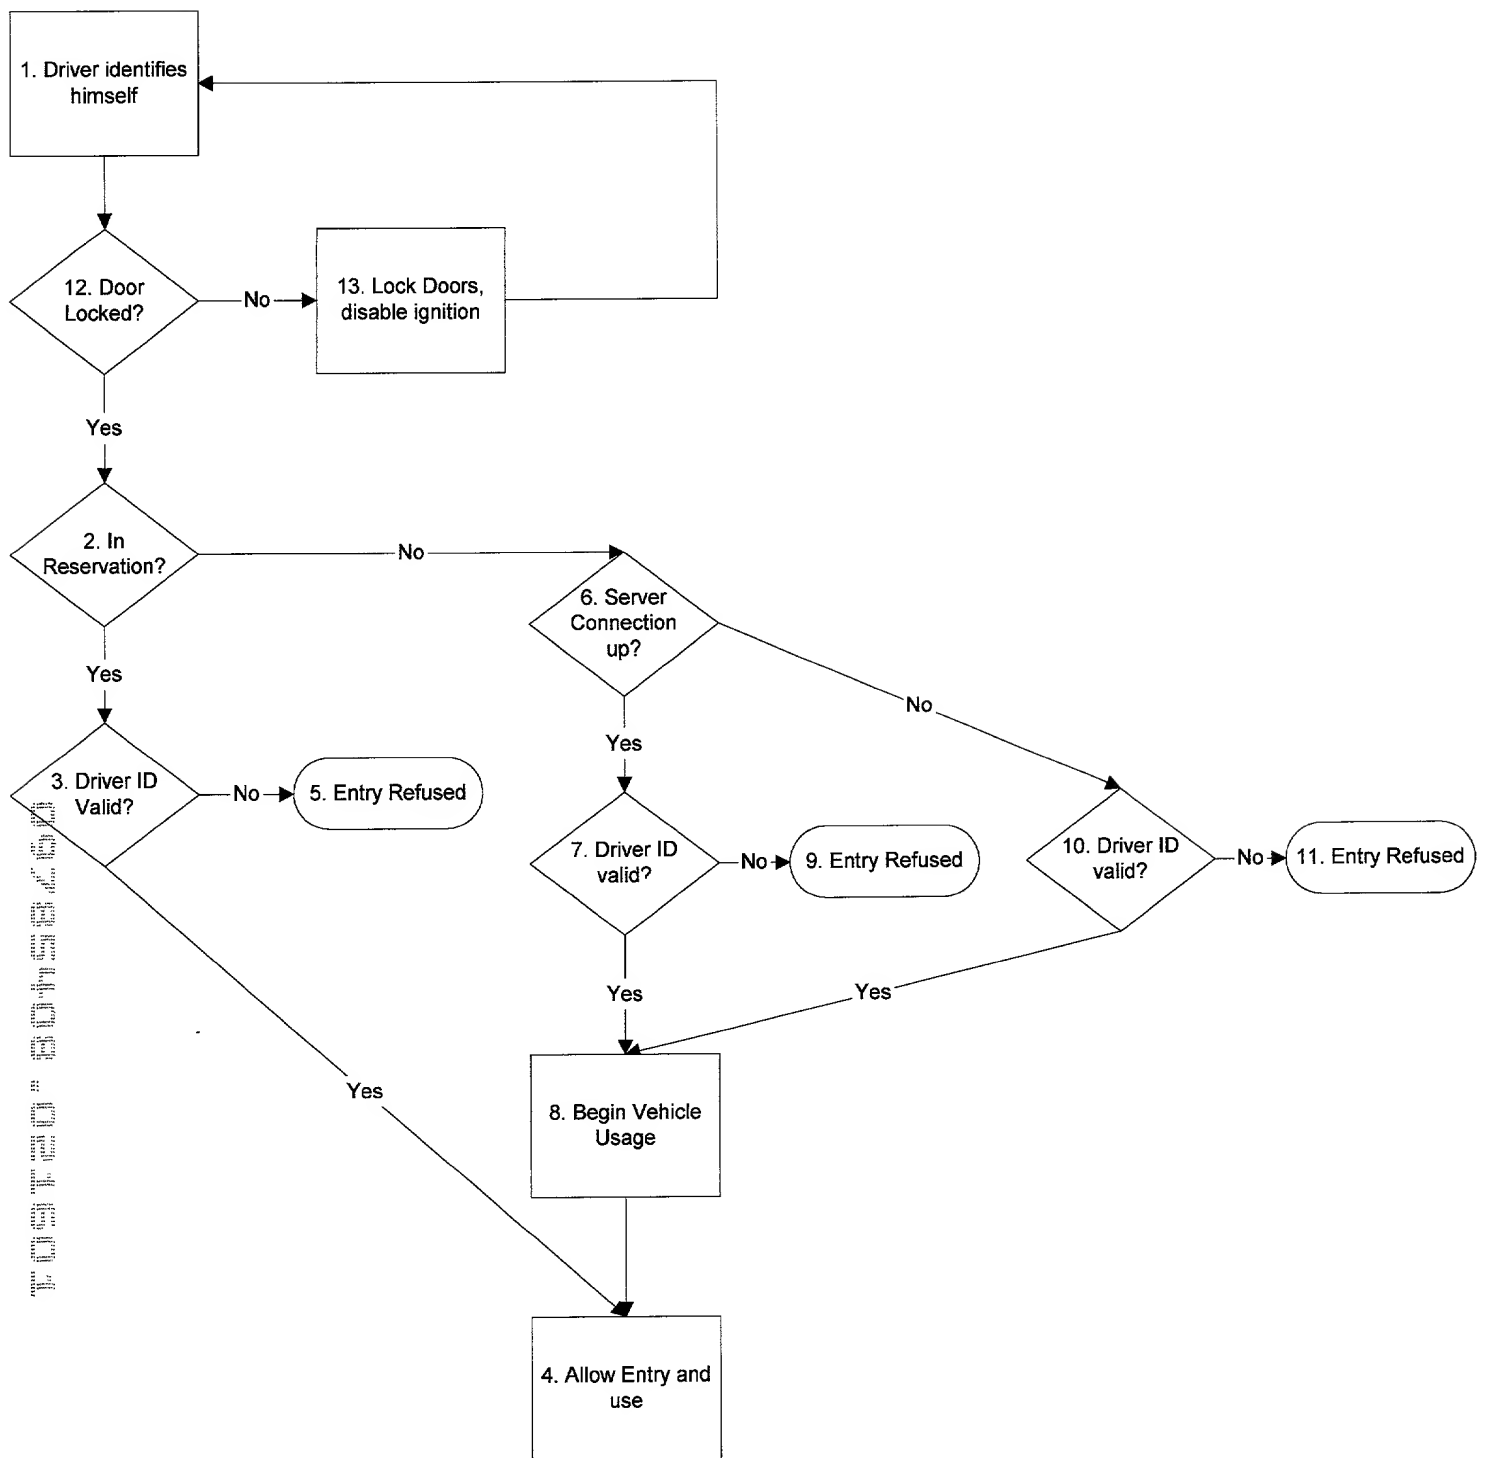 1. Driver identifies
himself
12. Door
Locked?
No
13. Lock Doors,
disable ignition
Yes
2. In
Reservation?
No
6. Server
Connection
up?
Yes
No
Yes
3. Driver ID
Valid?
No
5. Entry Refused
7. Driver ID
valid?
No
9. Entry Refused
10. Driver ID
valid?
No
11. Entry Refused
Yes
Yes
Yes
8. Begin Vehicle
Usage
4. Allow Entry and
use